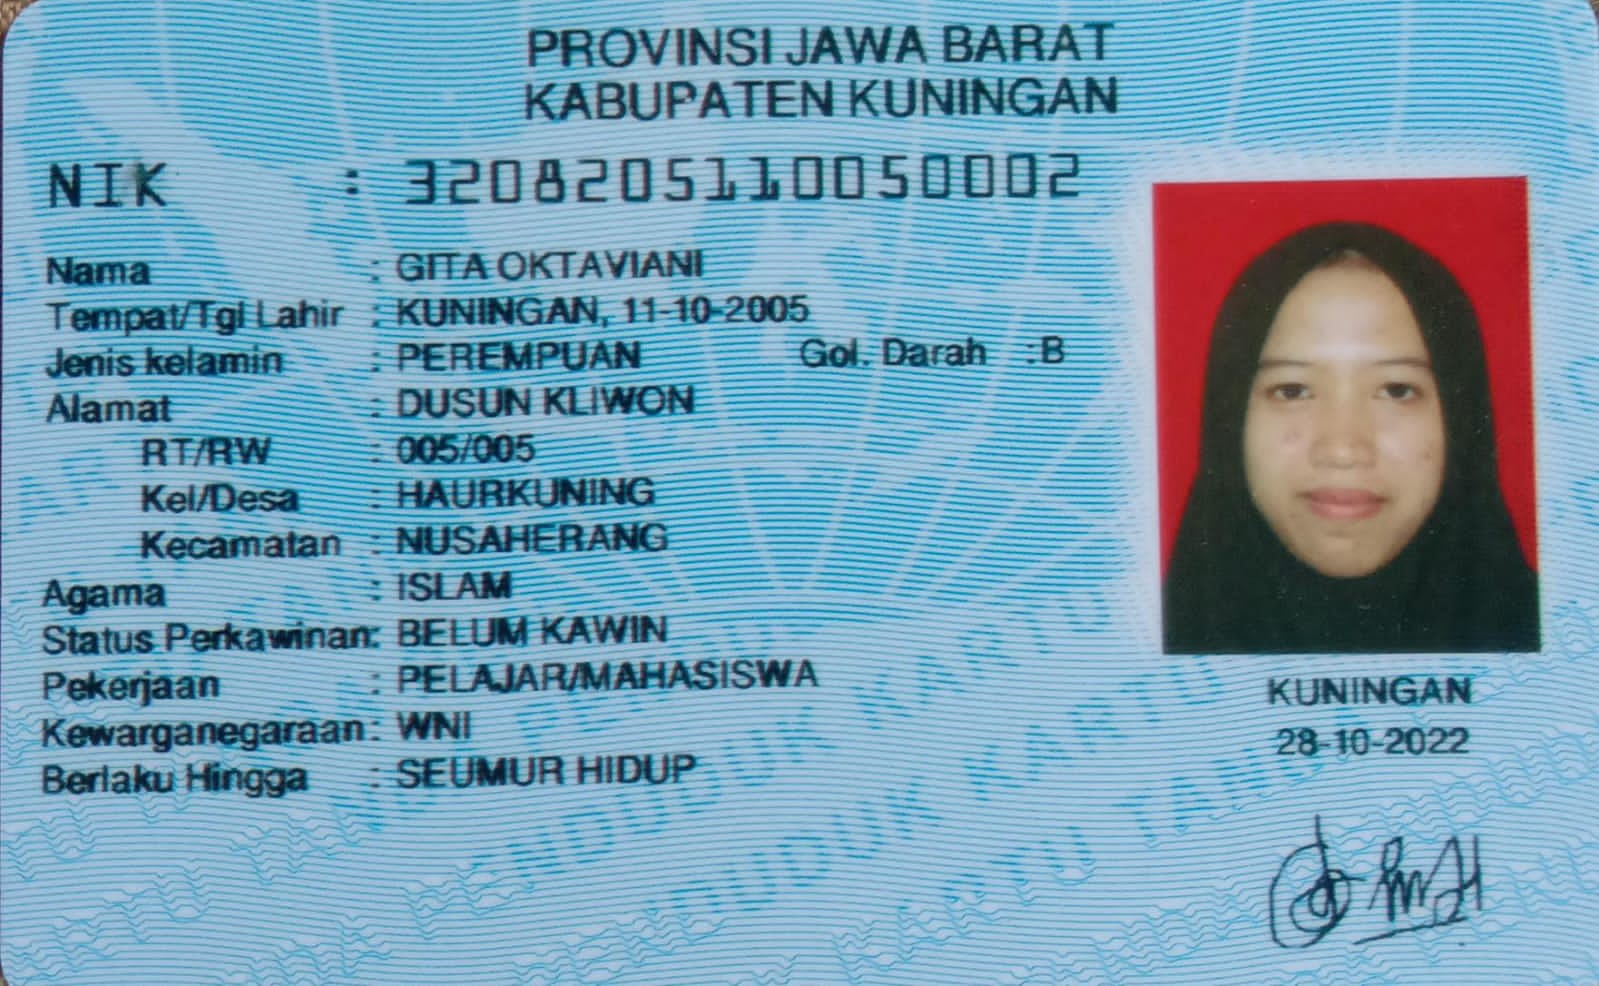 PROVINSI JAWA BARAT
KABUPATEN KUNINGAN
NIK : 3208205110050002
Nama : GITA OKTAVIANI
Tempat/Tgl Lahir : KUNINGAN, 11-10-2005
Jenis kelamin : PEREMPUAN Gol. Darah : B
Alamat : DUSUN KLIWON
RT/RW : 005/005
Kel/Desa : HAURKUNING
Kecamatan : NUSAHERANG
Agama : ISLAM
Status Perkawinan: BELUM KAWIN
Pekerjaan : PELAJAR/MAHASISWA
Kewarganegaraan : WNI
Berlaku Hingga : SEUMUR HIDUP
KUNINGAN
28-10-2022